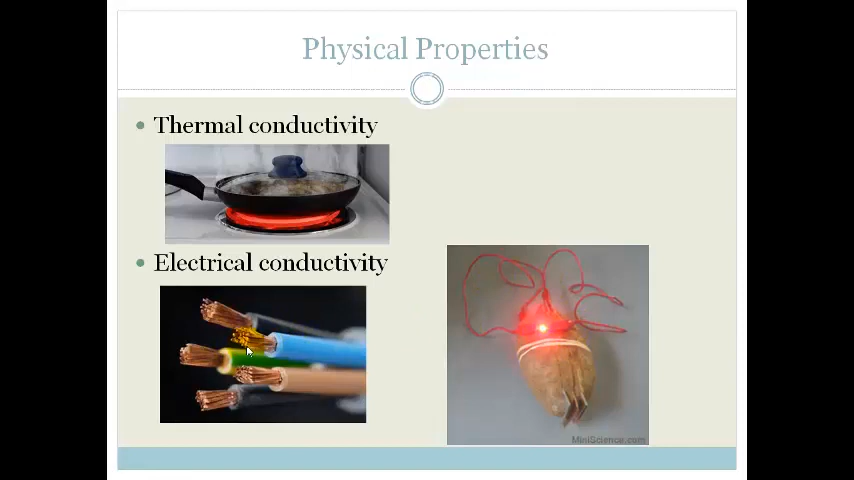 Physical Properties
Thermal conductivity
Electrical conductivity
MiniScience.com